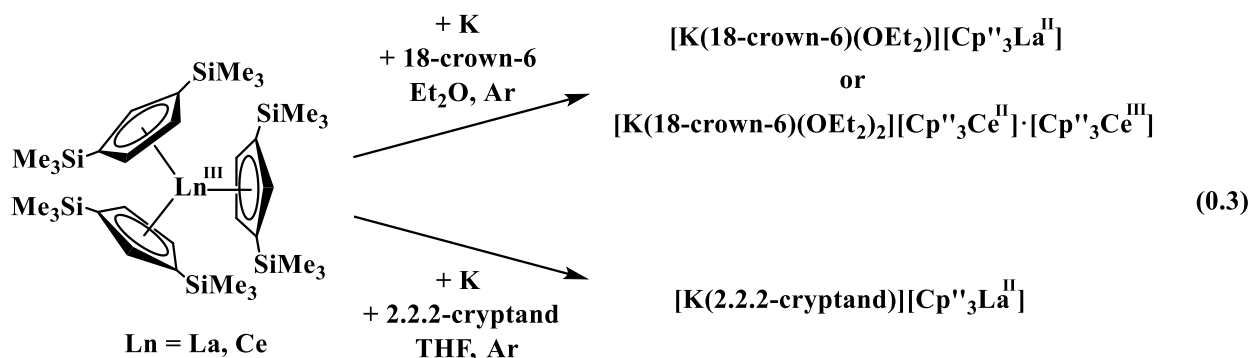 + K
+ 18-crown-6
Et₂O, Ar
[K(18-crown-6)(OEt₂)][Cp"₃Laᴵᴵ]
or
[K(18-crown-6)(OEt₂)₂][Cp"₃Ceᴵᴵ]·[Cp"₃Ceᴵᴵᴵ]
SiMe₃
SiMe₃
Me₃Si
Lnᴵᴵᴵ
Me₃Si
SiMe₃
SiMe₃
(0.3)
+ K
+ 2.2.2-cryptand
THF, Ar
[K(2.2.2-cryptand)][Cp"₃Laᴵᴵ]
Ln = La, Ce